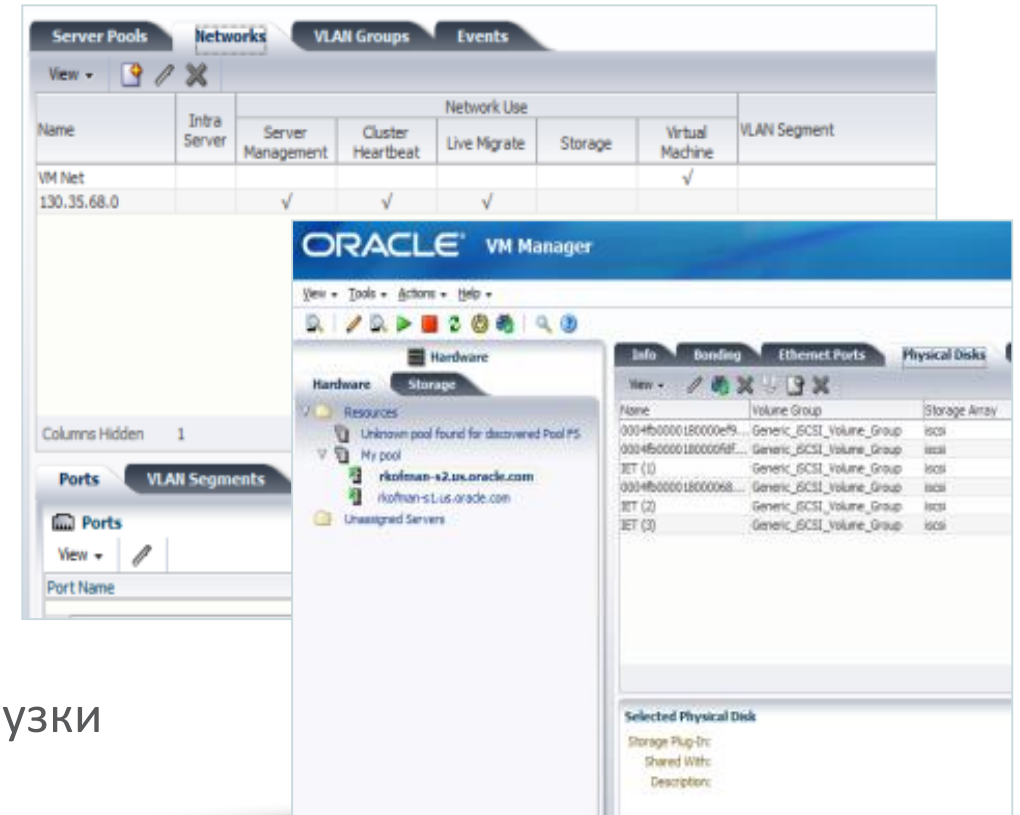 Server Pools Networks VLAN Groups Events
View
Network Use
Name Intra Server Server Management Cluster Heartbeat Live Migrate Storage Virtual Machine VLAN Segment
VM Net √
130.35.68.0 √ √ √
Columns Hidden 1
Ports VLAN Segments
Ports
View
Port Name
ORACLE VM Manager
View Tools Actions Help
Hardware
Hardware Storage
Resources
Unknown pool found for discovered Pool FS
My pool
rkofman-s2.us.oracle.com
rkofman-s1.us.oracle.com
Unassigned Servers
Info Bonding Ethernet Ports Physical Disks
View
Name Volume Group Storage Array
0004fb0000180000ef9... Generic_iSCSI_Volume_Group iscsi
0004fb0000180000fdf... Generic_iSCSI_Volume_Group iscsi
IET (1) Generic_iSCSI_Volume_Group iscsi
0004fb000018000068... Generic_iSCSI_Volume_Group iscsi
IET (2) Generic_iSCSI_Volume_Group iscsi
IET (3) Generic_iSCSI_Volume_Group iscsi
Selected Physical Disk
Storage Plug-In:
Shared With:
Description:
узки